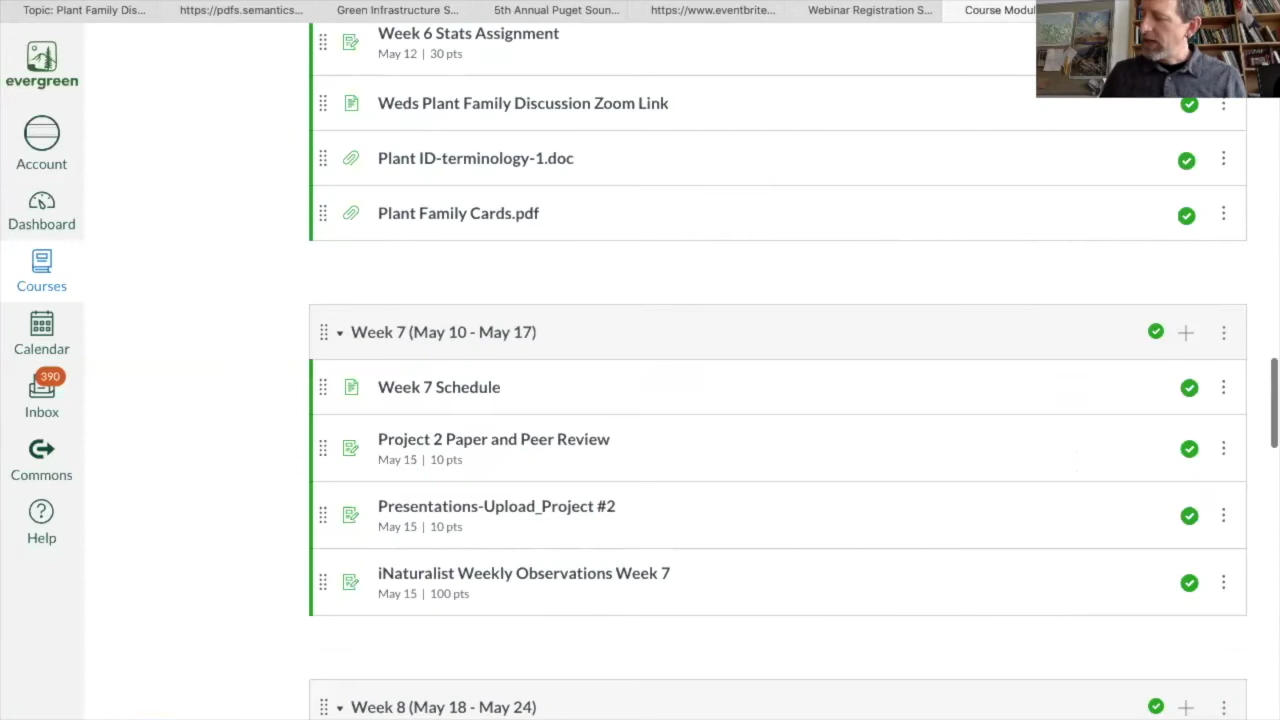 Topic: Plant Family Dis...
https://pdfs.semantics...
Green Infrastructure S...
5th Annual Puget Soun...
https://www.eventbrite...
Webinar Registration S...
Course Modul
evergreen
Account
Dashboard
Courses
Calendar
390
Inbox
Commons
Help
Week 6 Stats Assignment
May 12 | 30 pts
Weds Plant Family Discussion Zoom Link
Plant ID-terminology-1.doc
Plant Family Cards.pdf
Week 7 (May 10 - May 17)
Week 7 Schedule
Project 2 Paper and Peer Review
May 15 | 10 pts
Presentations-Upload_Project #2
May 15 | 10 pts
iNaturalist Weekly Observations Week 7
May 15 | 100 pts
Week 8 (May 18 - May 24)